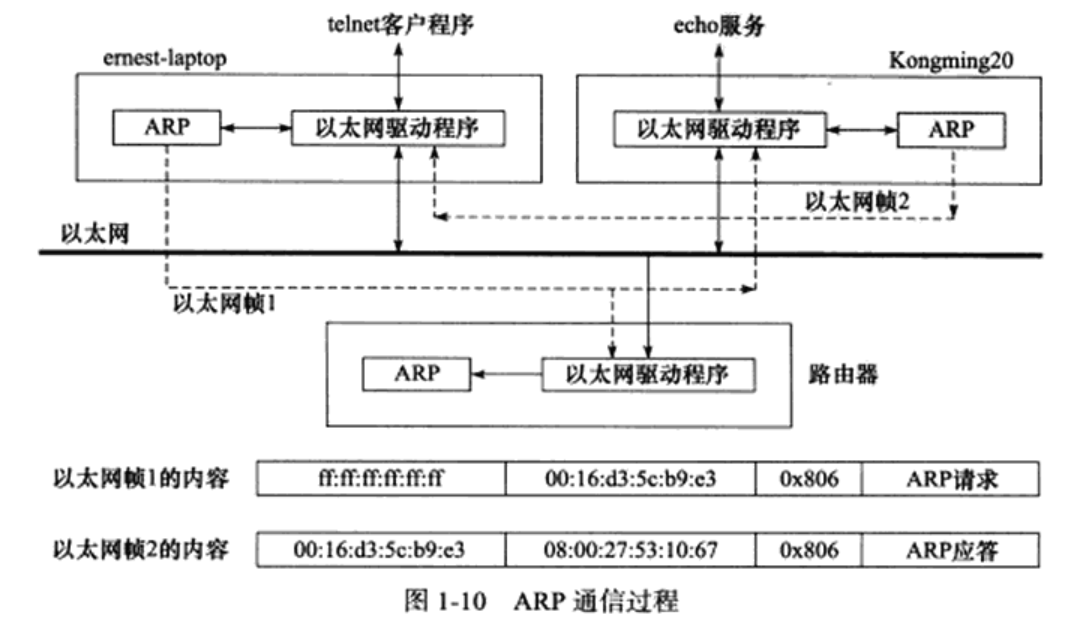 telnet客户程序
echo服务
ernest-laptop
Kongming20
ARP
以太网驱动程序
以太网驱动程序
ARP
以太网帧2
以太网
以太网帧1
ARP
以太网驱动程序
路由器
以太网帧1的内容 ff:ff:ff:ff:ff:ff 00:16:d3:5c:b9:e3 0x806 ARP请求
以太网帧2的内容 00:16:d3:5c:b9:e3 08:00:27:53:10:67 0x806 ARP应答
图 1-10 ARP 通信过程